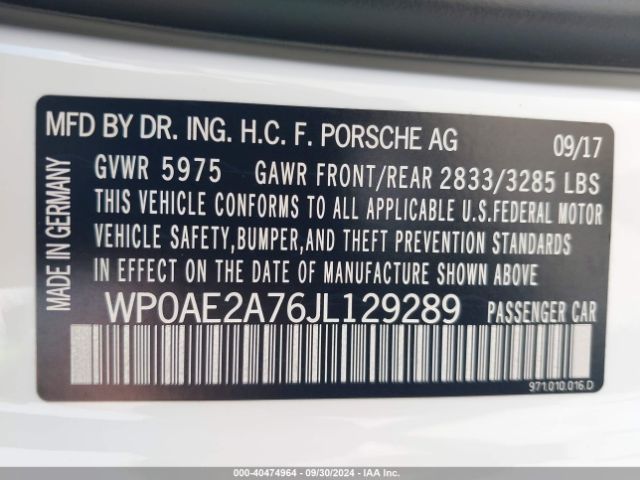 MFD BY DR. ING. H.C. F. PORSCHE AG 09/17
GVWR 5975 GAWR FRONT/REAR 2833/3285 LBS
THIS VEHICLE CONFORMS TO ALL APPLICABLE U.S.FEDERAL MOTOR
VEHICLE SAFETY,BUMPER,AND THEFT PREVENTION STANDARDS
IN EFFECT ON THE DATE OF MANUFACTURE SHOWN ABOVE.
MADE IN GERMANY
WP0AE2A76JL129289 PASSENGER CAR
971.010.016.D
000-40474964 - 09/30/2024 - IAA Inc.